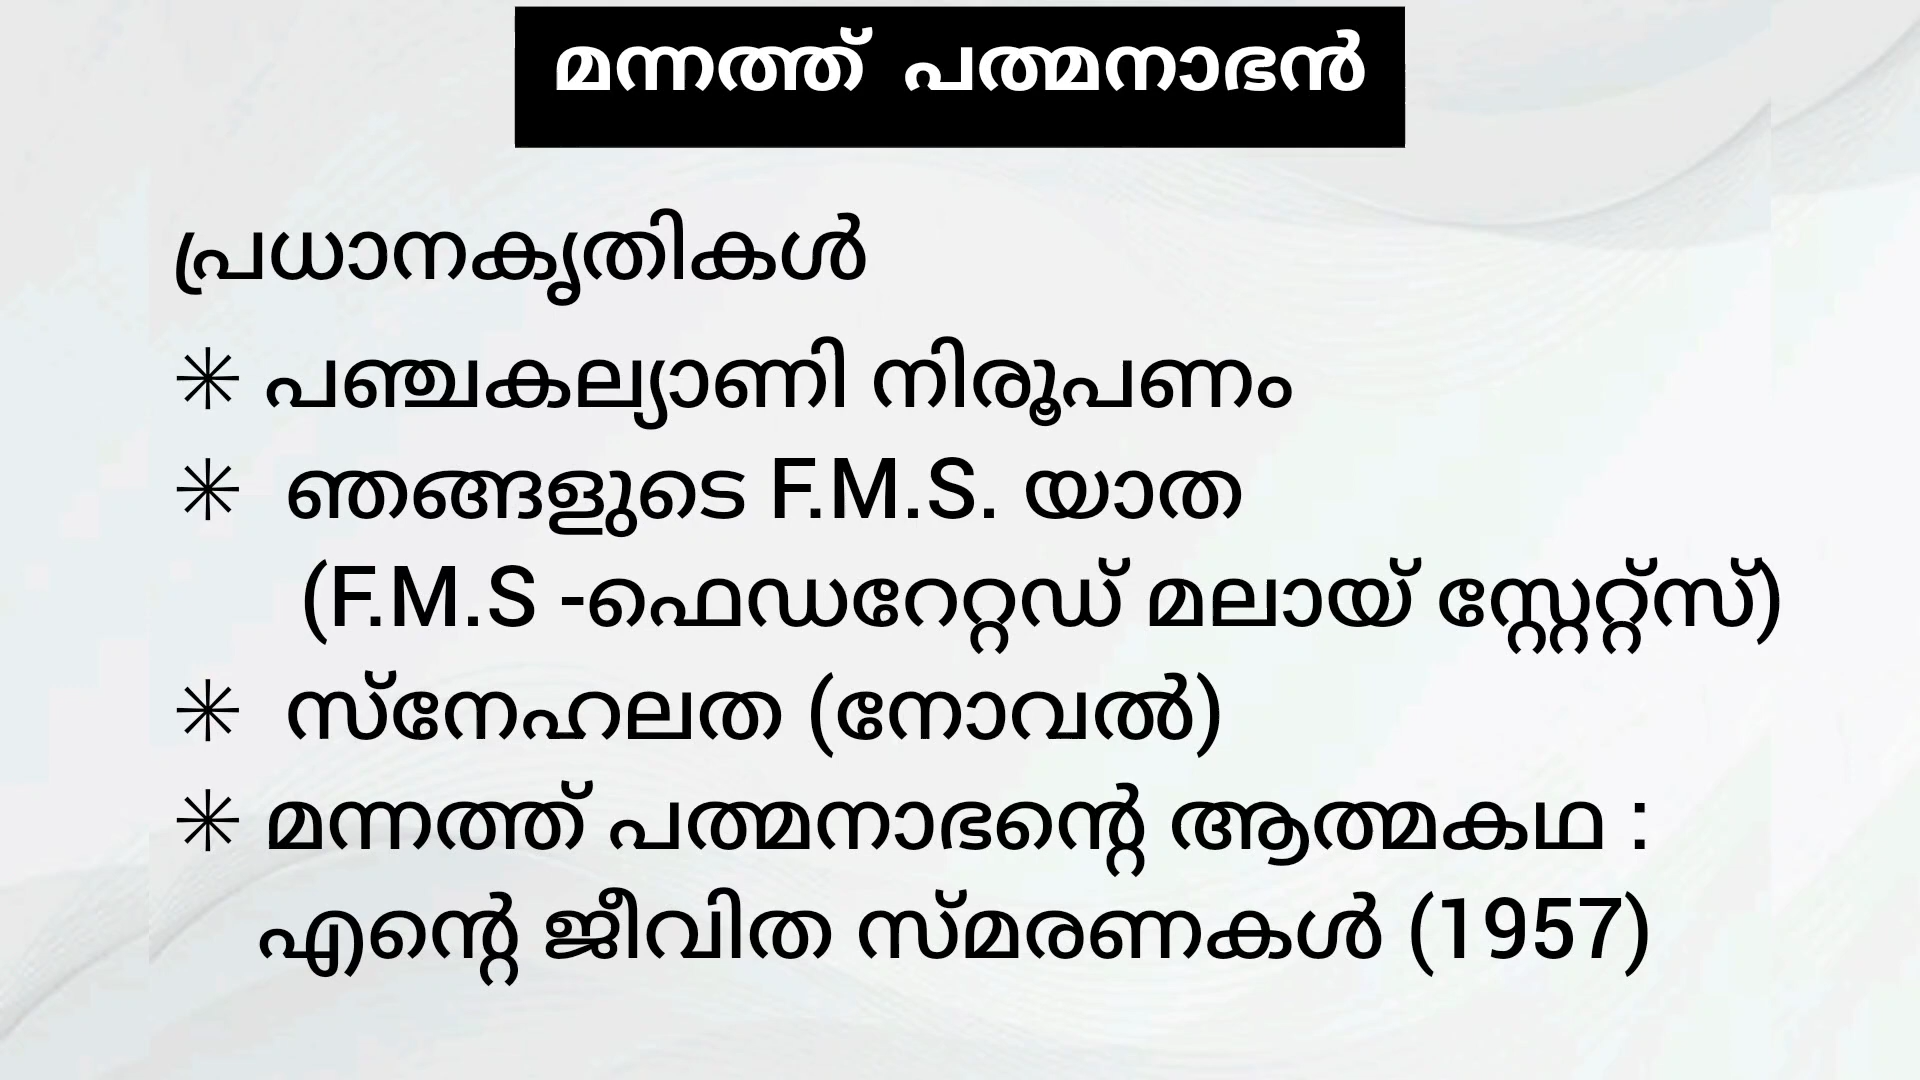 മന്നത്ത് പത്മനാഭൻ
പ്രധാനകൃതികൾ
✳ പഞ്ചകല്യാണി നിരൂപണം
✳ ഞങ്ങളുടെ F.M.S. യാത
(F.M.S -ഫെഡറേറ്റഡ് മലായ് സ്റ്റേറ്റ്സ്)
✳ സ്നേഹലത (നോവൽ)
✳ മന്നത്ത് പത്മനാഭന്റെ ആത്മകഥ :
എന്റെ ജീവിത സ്മരണകൾ (1957)